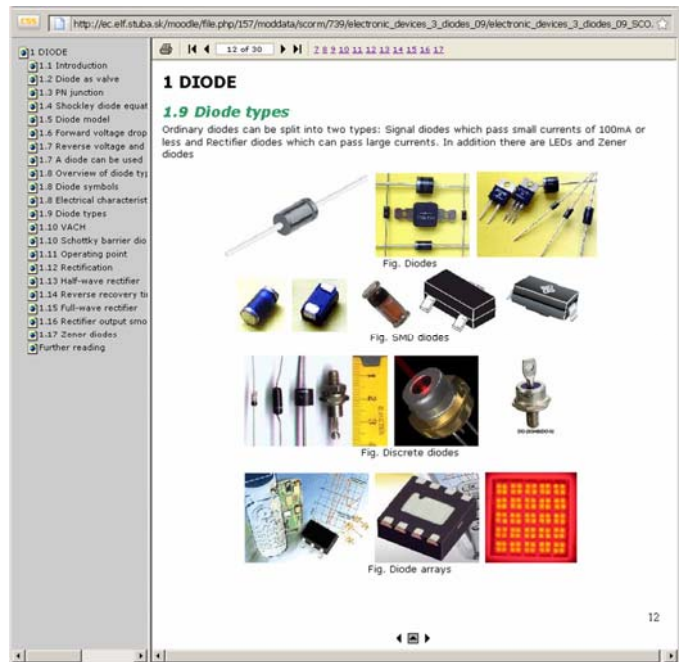 CSS
http://ec.elf.stuba.sk/moodle/file.php/157/moddata/scorm/739/electronic_devices_3_diodes_09/electronic_devices_3_diodes_09_SCO.
1 DIODE
1.1 Introduction
1.2 Diode as valve
1.3 PN junction
1.4 Shockley diode equat
1.5 Diode model
1.6 Forward voltage drop
1.7 Reverse voltage and
1.7 A diode can be used
1.8 Overview of diode typ
1.8 Diode symbols
1.8 Electrical characterist
1.9 Diode types
1.10 VACH
1.10 Schottky barrier dio
1.11 Operating point
1.12 Rectification
1.13 Half-wave rectifier
1.14 Reverse recovery ti
1.15 Full-wave rectifier
1.16 Rectifier output smo
1.17 Zener diodes
Further reading
12 of 30
7 8 9 10 11 12 13 14 15 16 17
1 DIODE
1.9 Diode types
Ordinary diodes can be split into two types: Signal diodes which pass small currents of 100mA or
less and Rectifier diodes which can pass large currents. In addition there are LEDs and Zener
diodes
Fig. Diodes
Fig. SMD diodes
Fig. Discrete diodes
Fig. Diode arrays
12